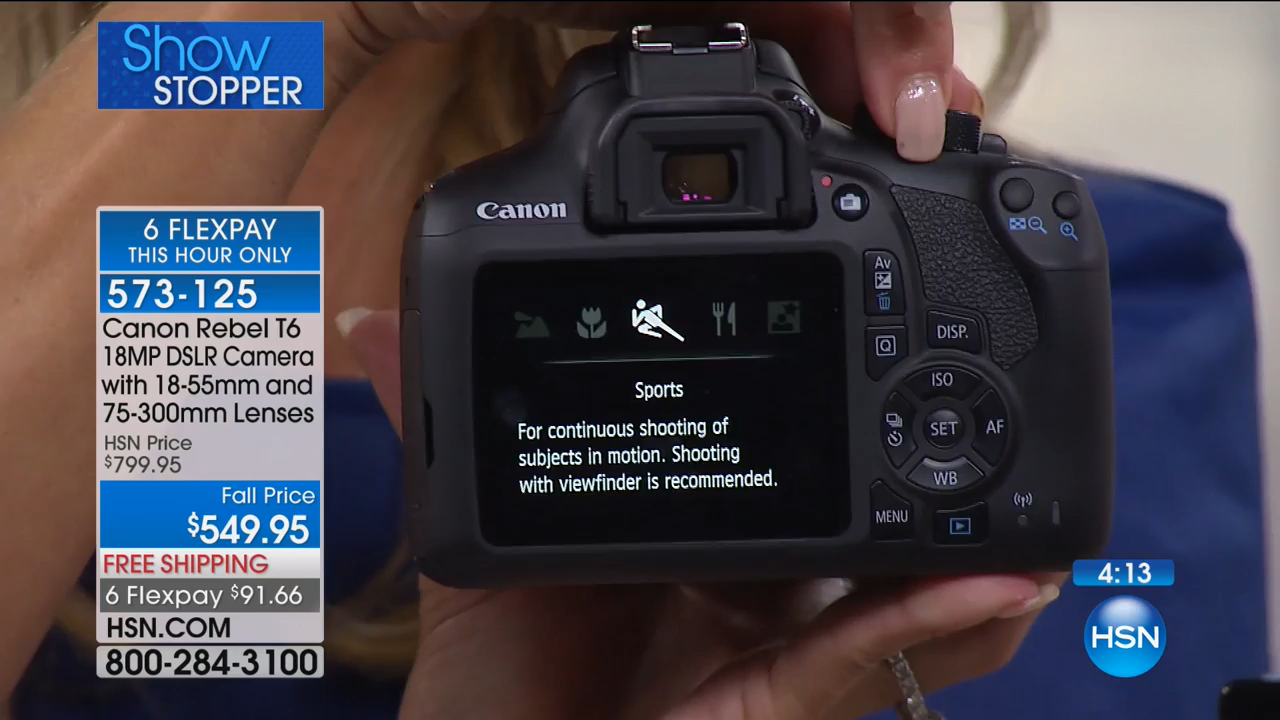 Show
STOPPER
6 FLEXPAY
THIS HOUR ONLY
573-125
Canon Rebel T6
18MP DSLR Camera
with 18-55mm and
75-300mm Lenses
HSN Price
$799.95
Fall Price
$549.95
FREE SHIPPING
6 Flexpay $91.66
HSN.COM
800-284-3100
Canon
Sports
For continuous shooting of
subjects in motion. Shooting
with viewfinder is recommended.
Av
Q
DISP.
ISO
SET
AF
WB
MENU
4:13
HSN